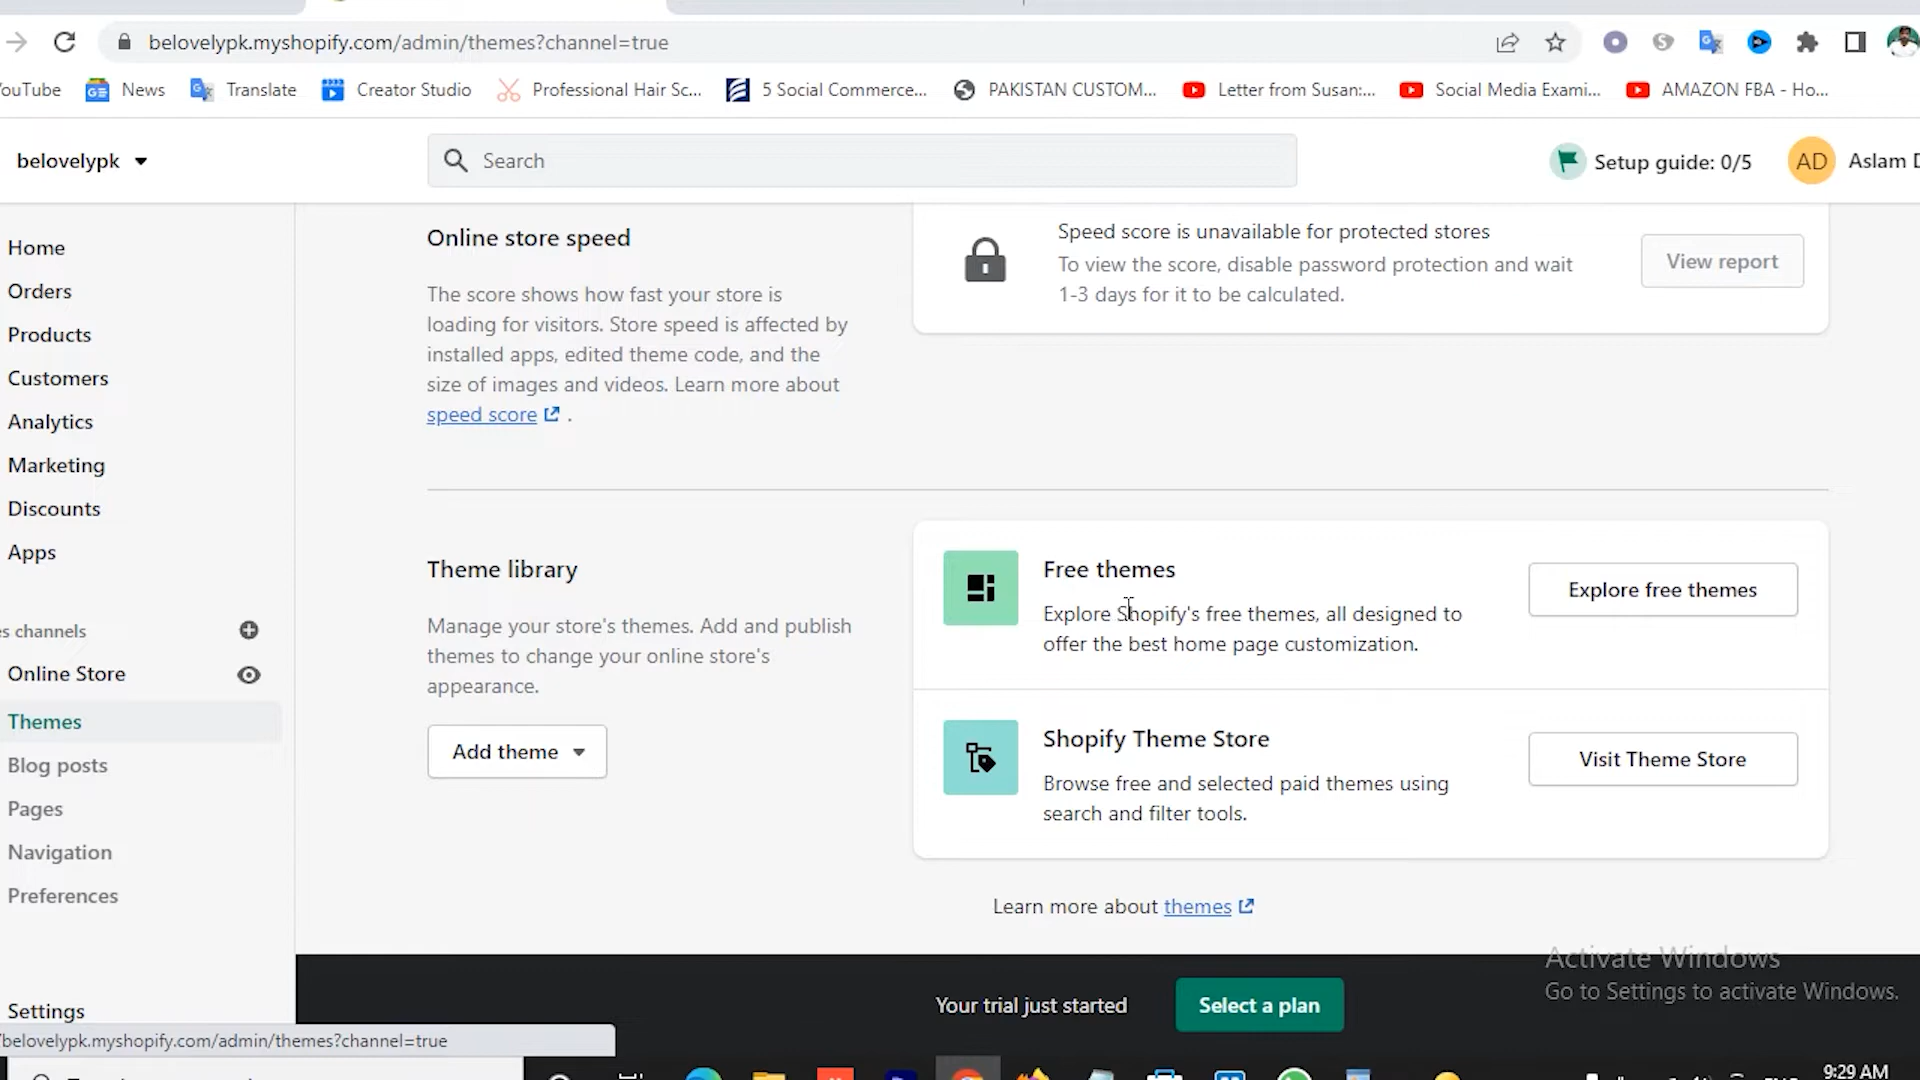 belovelypk.myshopify.com/admin/themes?channel=true
ouTube News Translate Creator Studio Professional Hair Sc... 5 Social Commerce... PAKISTAN CUSTOM... Letter from Susan:... Social Media Exami... AMAZON FBA - Ho...
belovelypk
Search
Setup guide: 0/5
AD
Aslam D
Home
Orders
Products
Customers
Analytics
Marketing
Discounts
Apps
es channels
Online Store
Themes
Blog posts
Pages
Navigation
Preferences
Settings
Online store speed
The score shows how fast your store is
loading for visitors. Store speed is affected by
installed apps, edited theme code, and the
size of images and videos. Learn more about
speed score .
Speed score is unavailable for protected stores
To view the score, disable password protection and wait
1-3 days for it to be calculated.
View report
Theme library
Manage your store's themes. Add and publish
themes to change your online store's
appearance.
Add theme
Free themes
Explore Shopify's free themes, all designed to
offer the best home page customization.
Explore free themes
Shopify Theme Store
Browse free and selected paid themes using
search and filter tools.
Visit Theme Store
Learn more about themes
Your trial just started
Select a plan
Activate Windows
Go to Settings to activate Windows.
/belovelypk.myshopify.com/admin/themes?channel=true
9:29 AM